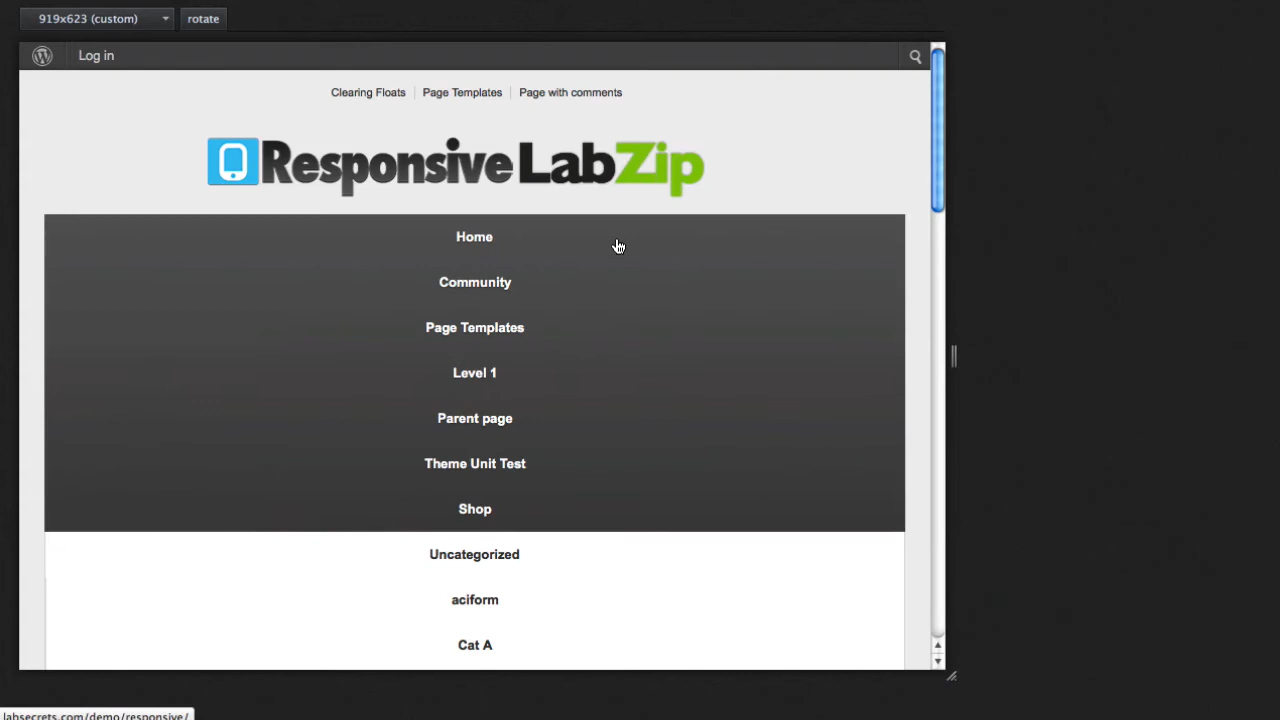 919x623 (custom) rotate
Log in
Clearing Floats Page Templates Page with comments
Responsive LabZip
Home
Community
Page Templates
Level 1
Parent page
Theme Unit Test
Shop
Uncategorized
aciform
Cat A
labsecrets.com/demo/responsive/